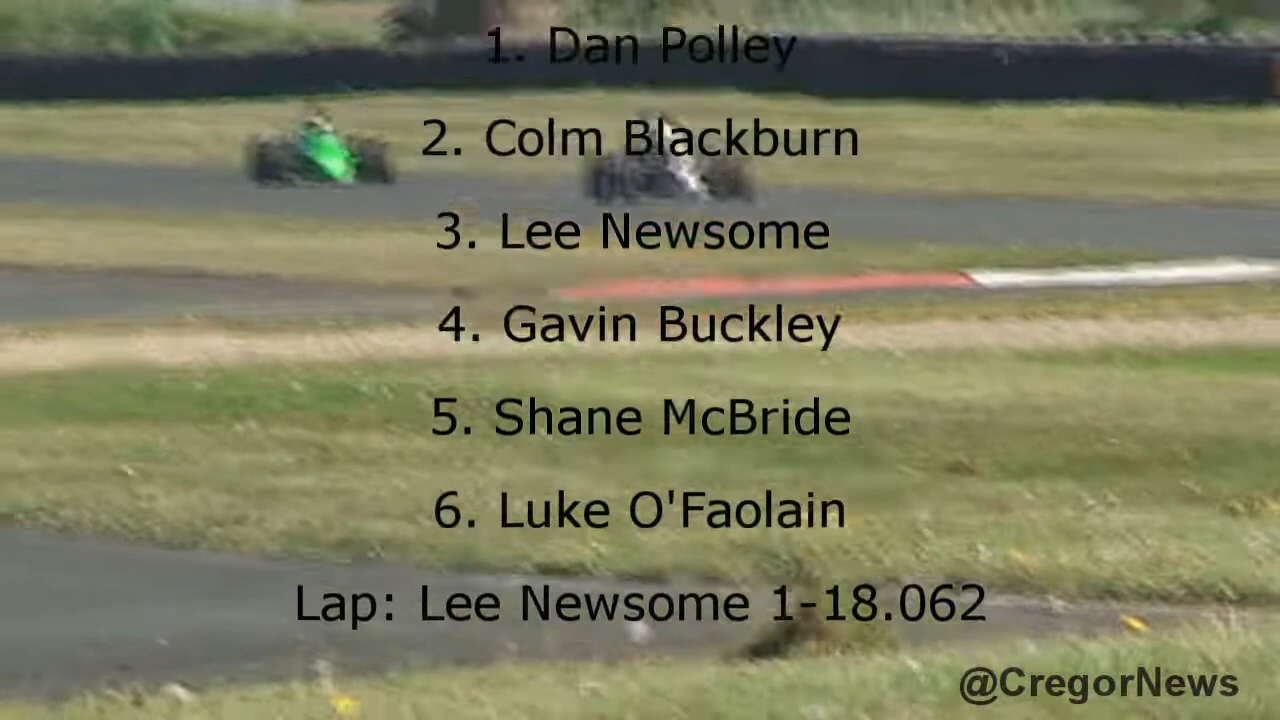 1. Dan Polley
2. Colm Blackburn
3. Lee Newsome
4. Gavin Buckley
5. Shane McBride
6. Luke O'Faolain
Lap: Lee Newsome 1-18.062
@CregorNews